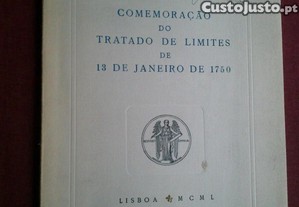 CustoJusto.pt
COMEMORAÇÃO
DO
TRATADO DE LIMITES
DE
13 DE JANEIRO DE 1750
LISBOA MCML